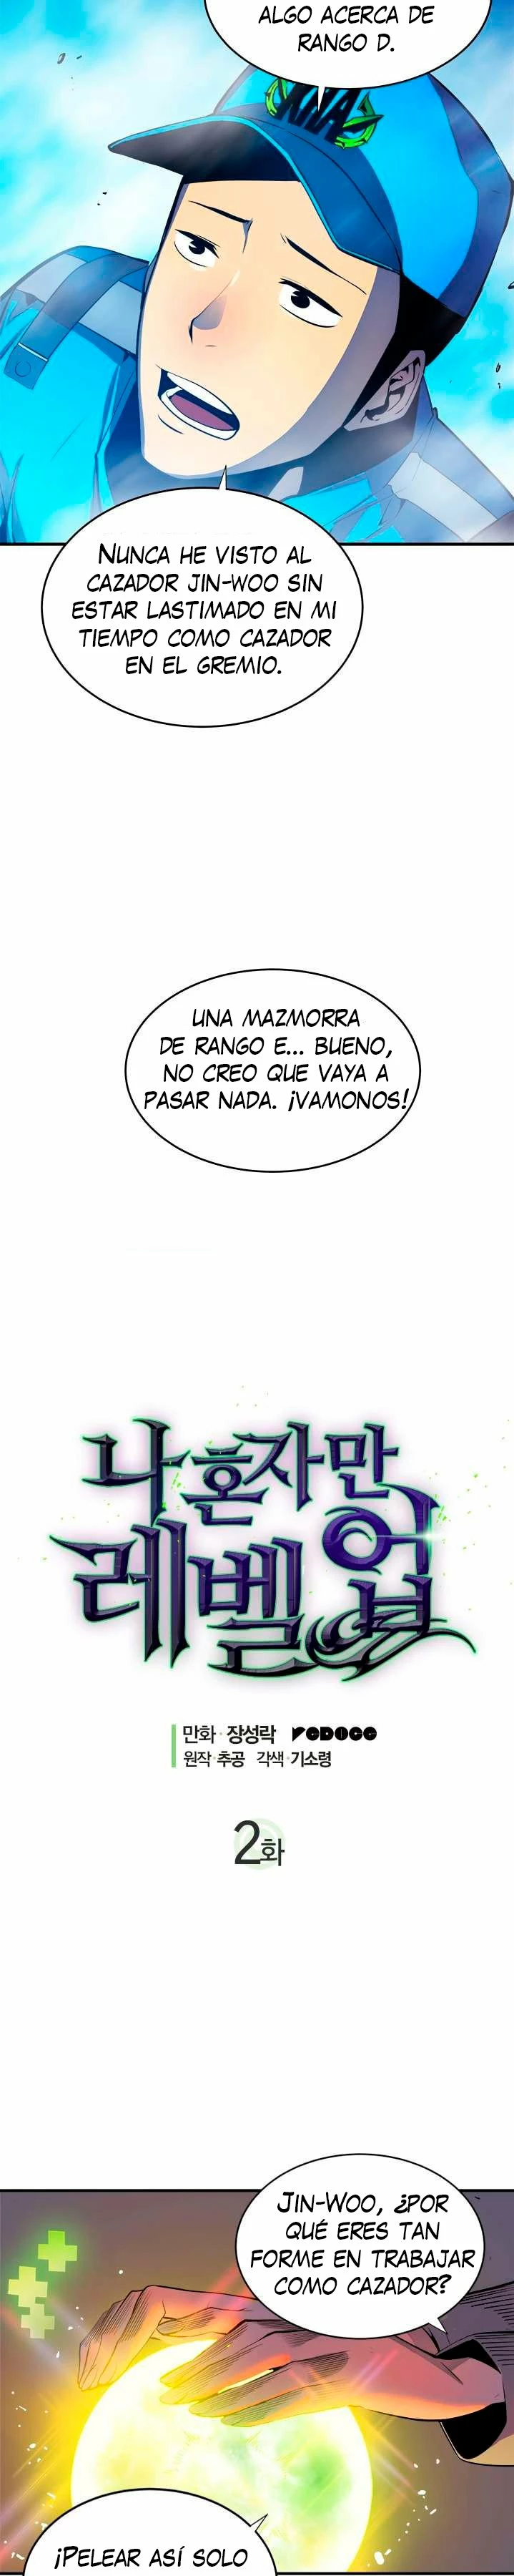 ALGO ACERCA DE
RANGO D.
NUNCA HE VISTO AL
CAZADOR JIN-WOO SIN
ESTAR LASTIMADO EN MI
TIEMPO COMO CAZADOR
EN EL GREMIO.
UNA MAZMORRA
DE RANGO E... BUENO,
NO CREO QUE VAYA A
PASAR NADA. ¡VAMONOS!
나 혼자만
레벨업
만화·장성락 REDICE
원작·추공 각색·기소령
2화
JIN-WOO, ¿POR
QUÉ ERES TAN
FORME EN TRABAJAR
COMO CAZADOR?
¡PELEAR ASÍ SOLO